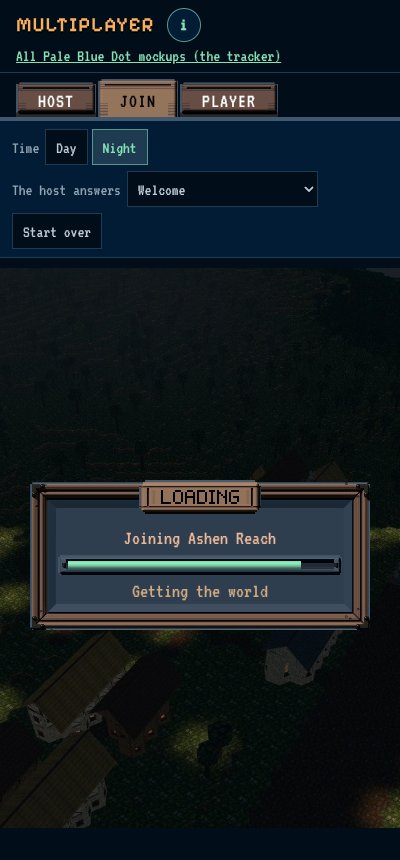 MULTIPLAYER i
All Pale Blue Dot mockups (the tracker)
HOST JOIN PLAYER
Time Day Night
The host answers Welcome
Start over
LOADING
Joining Ashen Reach
Getting the world